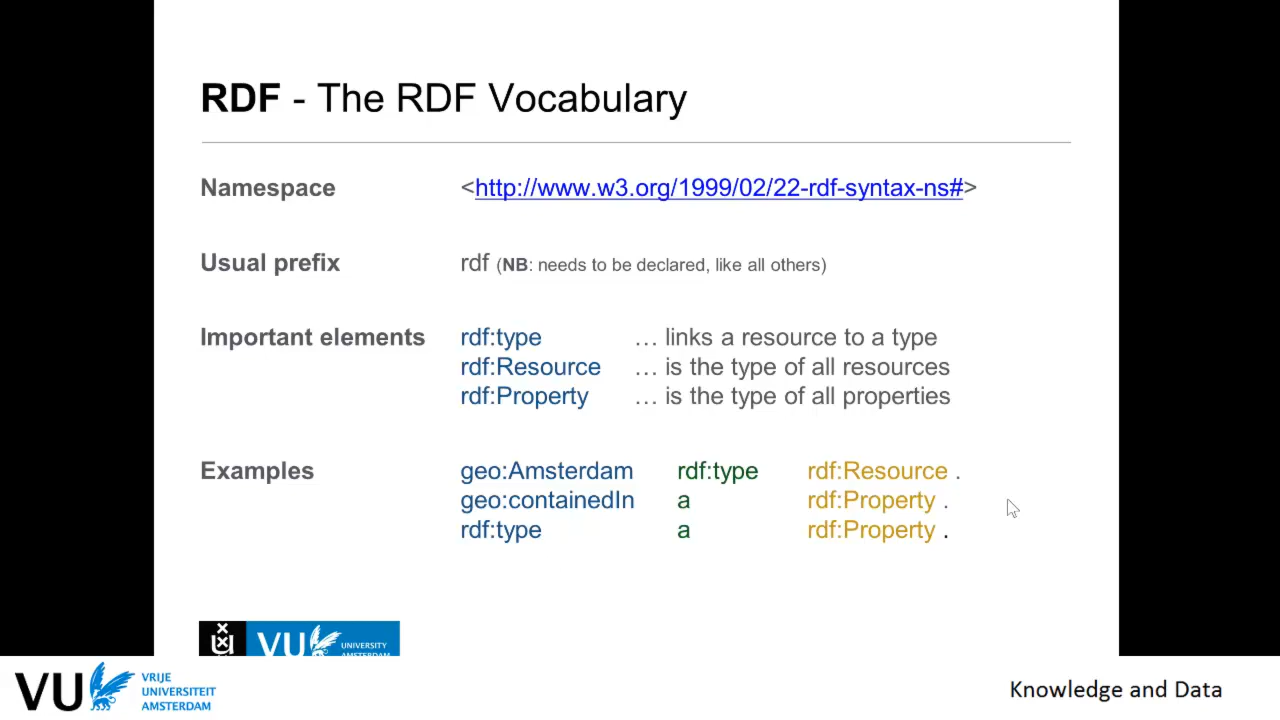 RDF - The RDF Vocabulary
Namespace <http://www.w3.org/1999/02/22-rdf-syntax-ns#>
Usual prefix rdf (NB: needs to be declared, like all others)
Important elements rdf:type … links a resource to a type
rdf:Resource … is the type of all resources
rdf:Property … is the type of all properties
Examples geo:Amsterdam rdf:type rdf:Resource .
geo:containedIn a rdf:Property .
rdf:type a rdf:Property .
VU UNIVERSITY
AMSTERDAM
VU VRIJE
UNIVERSITEIT
AMSTERDAM
Knowledge and Data